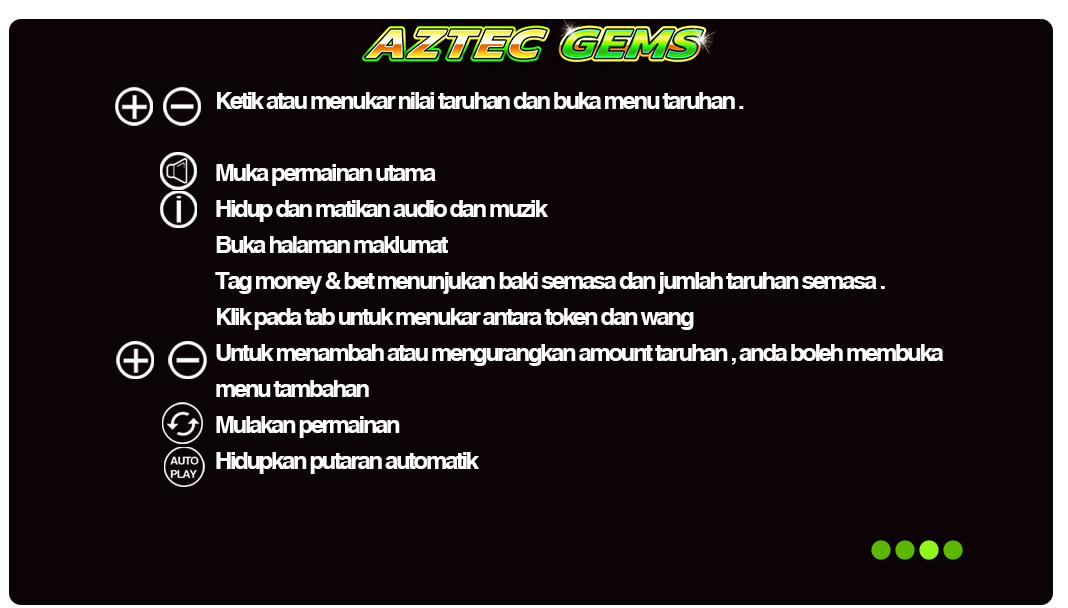 AZTEC GEMS
Ketik atau menukar nilai taruhan dan buka menu taruhan .
Muka permainan utama
Hidup dan matikan audio dan muzik
Buka halaman maklumat
Tag money & bet menunjukan baki semasa dan jumlah taruhan semasa .
Klik pada tab untuk menukar antara token dan wang
Untuk menambah atau mengurangkan amount taruhan , anda boleh membuka
menu tambahan
Mulakan permainan
AUTO
PLAY
Hidupkan putaran automatik